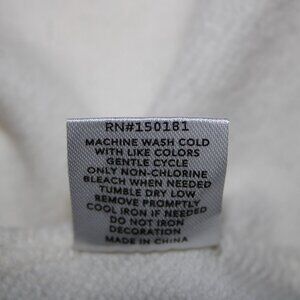 RN#150181
MACHINE WASH COLD
WITH LIKE COLORS
GENTLE CYCLE
ONLY NON-CHLORINE
BLEACH WHEN NEEDED
TUMBLE DRY LOW
REMOVE PROMPTLY
COOL IRON IF NEEDED
DO NOT IRON
DECORATION
MADE IN CHINA